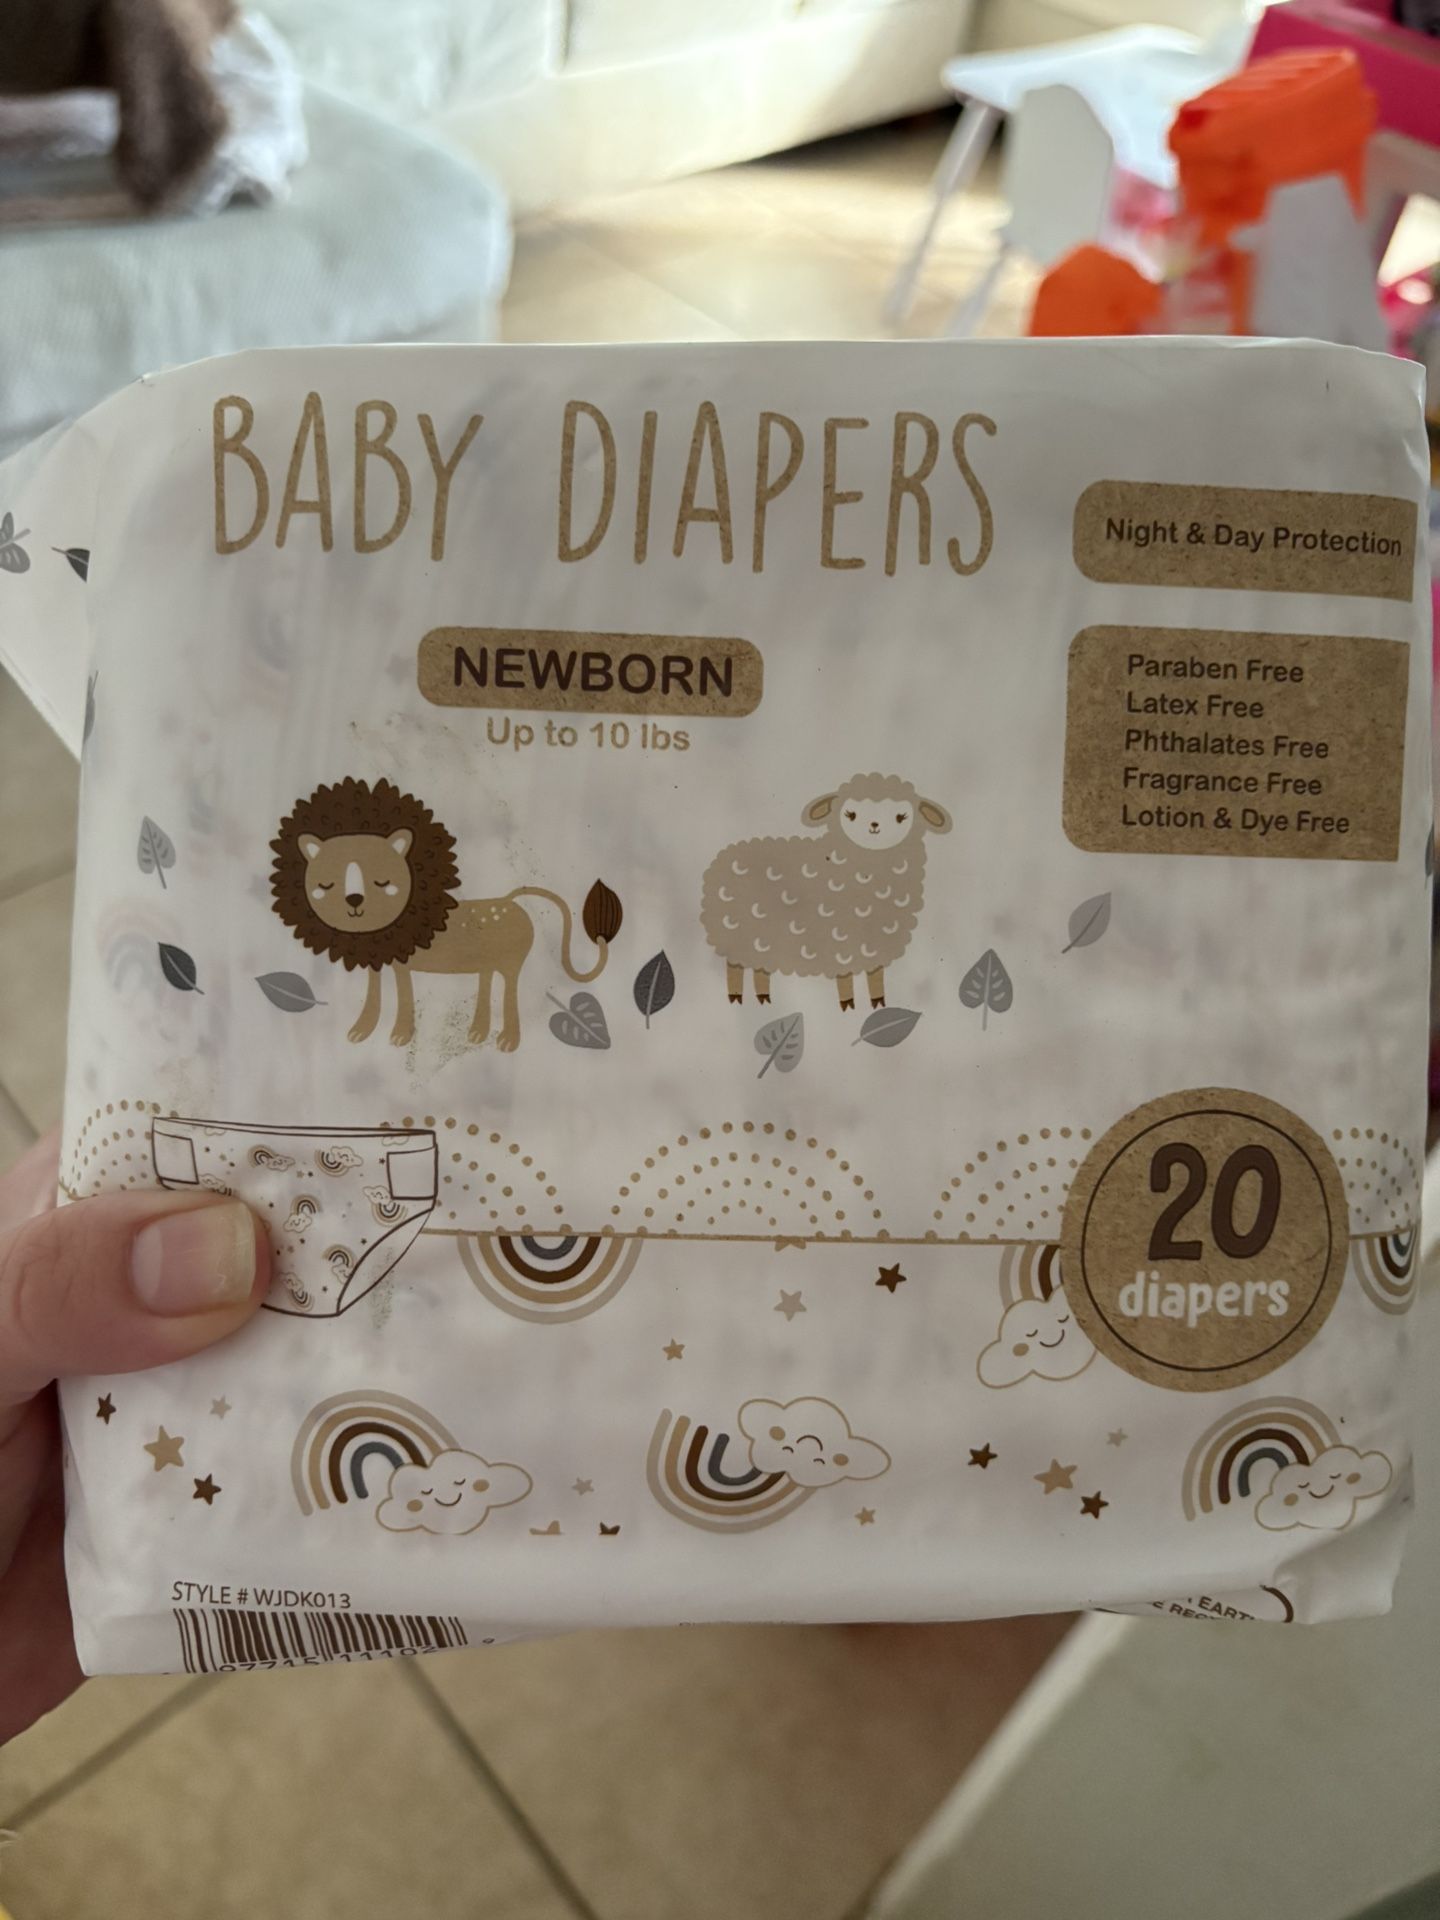 BABY DIAPERS
Night & Day Protection
NEWBORN
Up to 10 lbs
Paraben Free
Latex Free
Phthalates Free
Fragrance Free
Lotion & Dye Free
20
diapers
STYLE # WJDK013